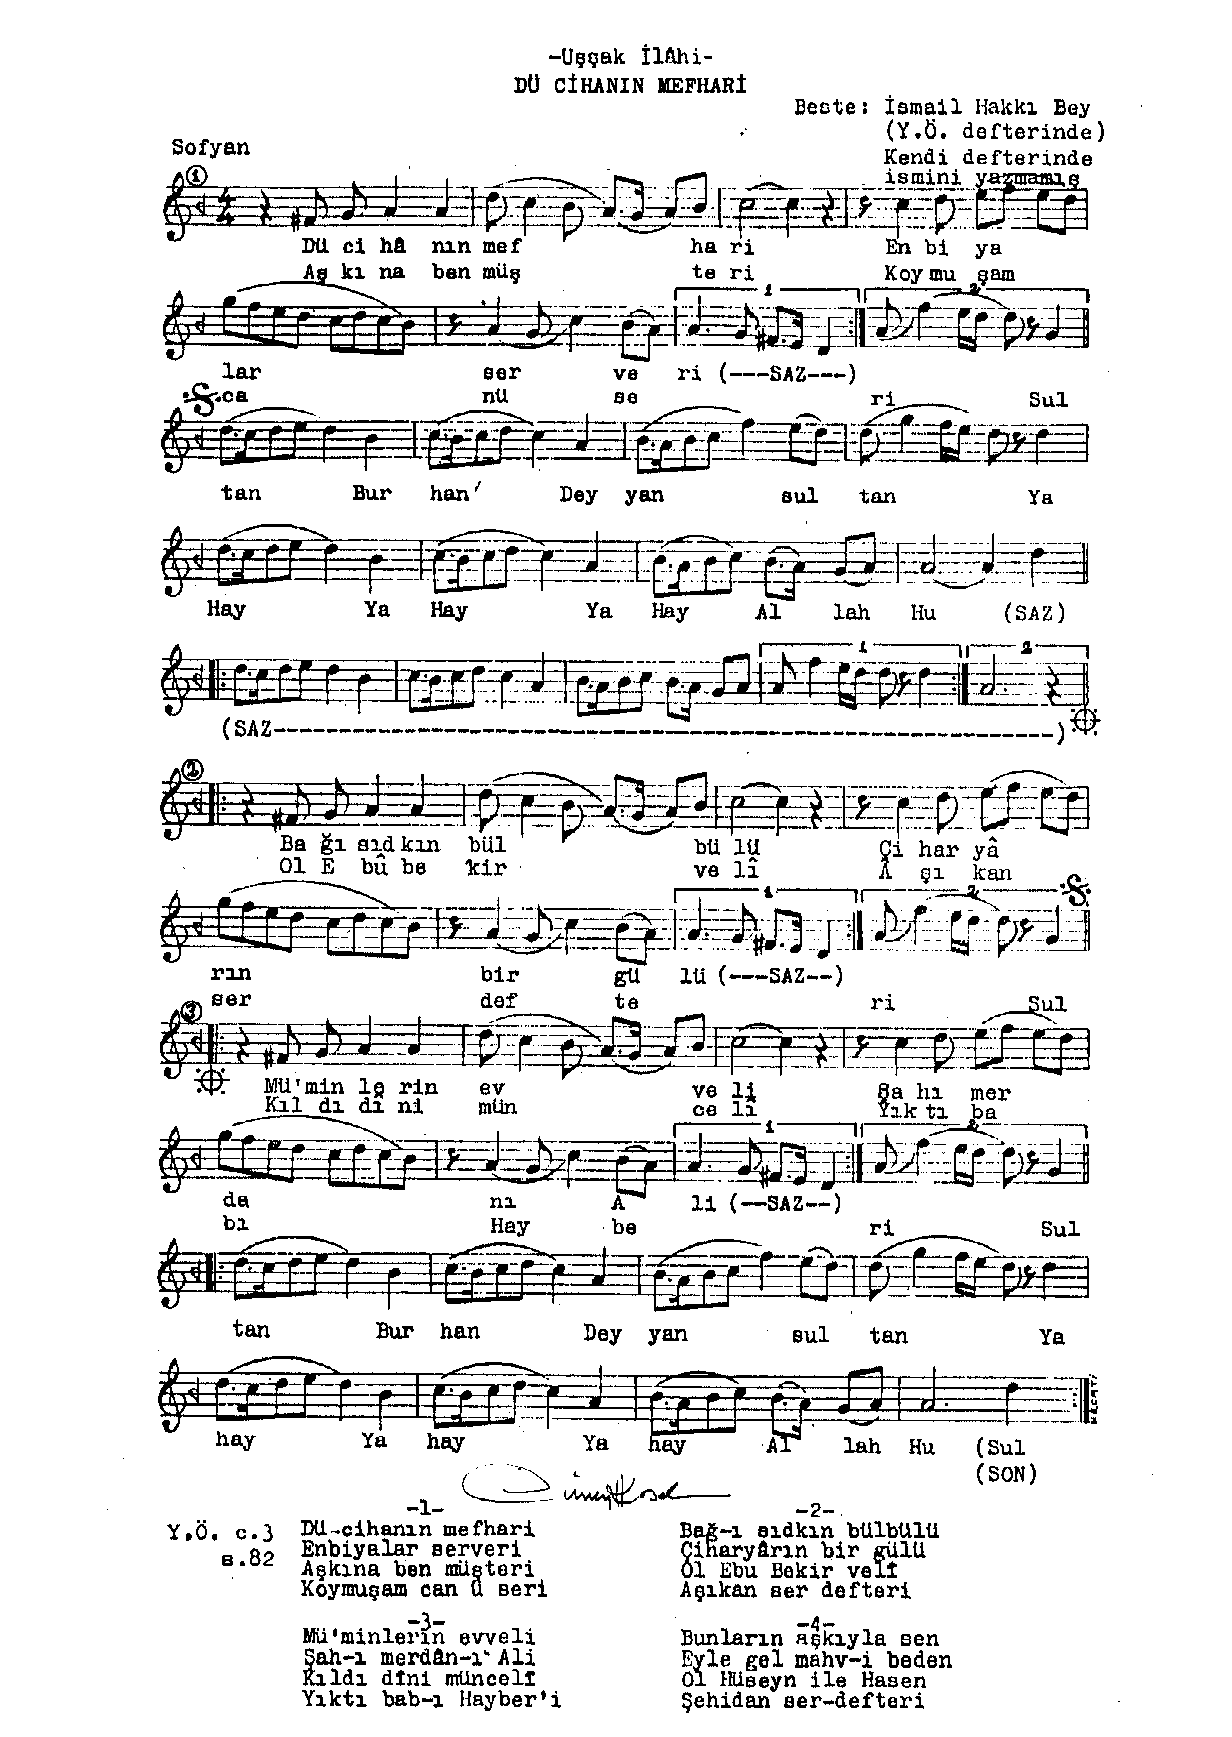 -Uşşak İlâhi-
DÜ CİHANIN MEFHARİ
Beste: İsmail Hakkı Bey
(Y.Ö. defterinde)
Kendi defterinde
ismini yazmamış
Sofyan
1
Dü ci hâ nın mef ha ri En bi ya
Aş kı na ben müş te ri Koy mu şam
1 2
lar ser ve ri (---SAZ---)
ca nü se ri Sul
tan Bur han' Dey yan sul tan Ya
Hay Ya Hay Ya Hay Al lah Hu (SAZ)
1 2
(SAZ---------------------------------------------------)
2
Ba ğı sıd kın bül bü lü Çi har yâ
Ol E bû be kir ve lî Â şı kan
1 2
rın bir gü lü (---SAZ--)
ser def te ri Sul
3
Mü'min le rin ev ve li Şa hı mer
Kıl dı dî ni mün ce lî Yık tı ba
1 2
da nı A li (--SAZ--)
bı Hay be ri Sul
tan Bur han Dey yan sul tan Ya
hay Ya hay Ya hay Al lah Hu (Sul
(SON)
-1-
Y.Ö. c.3
s.82
Dü-cihanın mefhari
Enbiyalar serveri
Aşkına ben müşteri
Koymuşam can ü seri
-2-
Bağ-ı sıdkın bülbülü
Çiharyârın bir gülü
Ol Ebu Bekir velî
Aşıkan ser defteri
-3-
Mü'minlerin evveli
Şah-ı merdân-ı Ali
Kıldı dîni müncelî
Yıktı bab-ı Hayber'i
-4-
Bunların aşkıyla sen
Eyle gel mahv-i beden
Ol Hüseyn ile Hasen
Şehidan ser-defteri